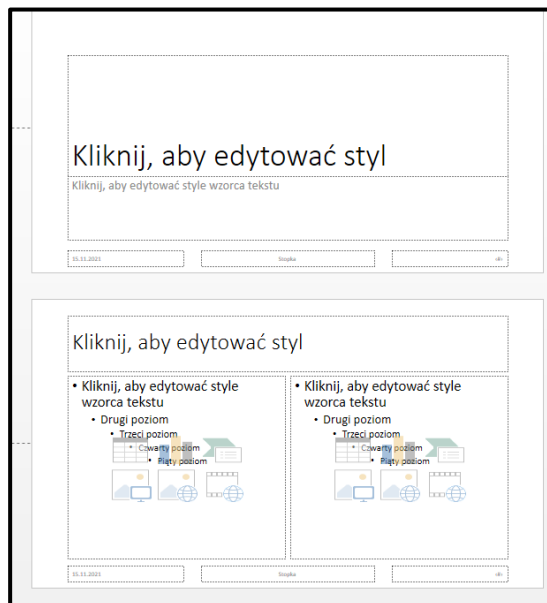 Kliknij, aby edytować styl
Kliknij, aby edytować style wzorca tekstu
15.11.2021 Stopka ‹#›
Kliknij, aby edytować styl
• Kliknij, aby edytować style
wzorca tekstu
• Drugi poziom
• Trzeci poziom
• Czwarty poziom
• Piąty poziom
• Kliknij, aby edytować style
wzorca tekstu
• Drugi poziom
• Trzeci poziom
• Czwarty poziom
• Piąty poziom
15.11.2021 Stopka ‹#›